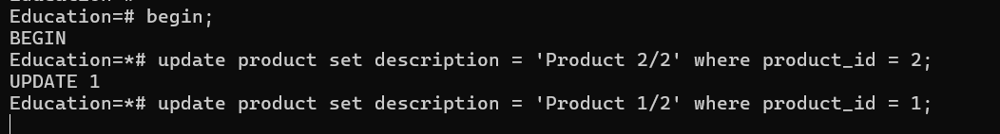 Education=# begin;
BEGIN
Education=*# update product set description = 'Product 2/2' where product_id = 2;
UPDATE 1
Education=*# update product set description = 'Product 1/2' where product_id = 1;